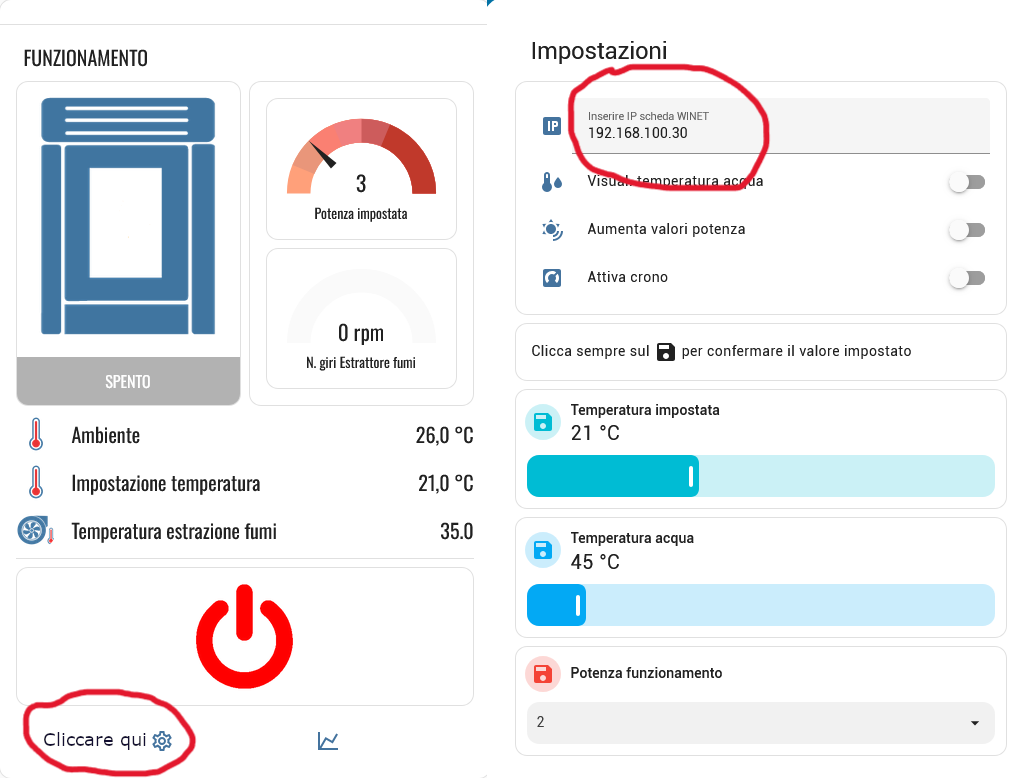 FUNZIONAMENTO
3
Potenza impostata
0 rpm
N. giri Estrattore fumi
SPENTO
Ambiente 26,0 °C
Impostazione temperatura 21,0 °C
Temperatura estrazione fumi 35.0
Cliccare qui
Impostazioni
IP
Inserire IP scheda WINET
192.168.100.30
Visual. temperatura acqua
Aumenta valori potenza
Attiva crono
Clicca sempre sul per confermare il valore impostato
Temperatura impostata
21 °C
Temperatura acqua
45 °C
Potenza funzionamento
2